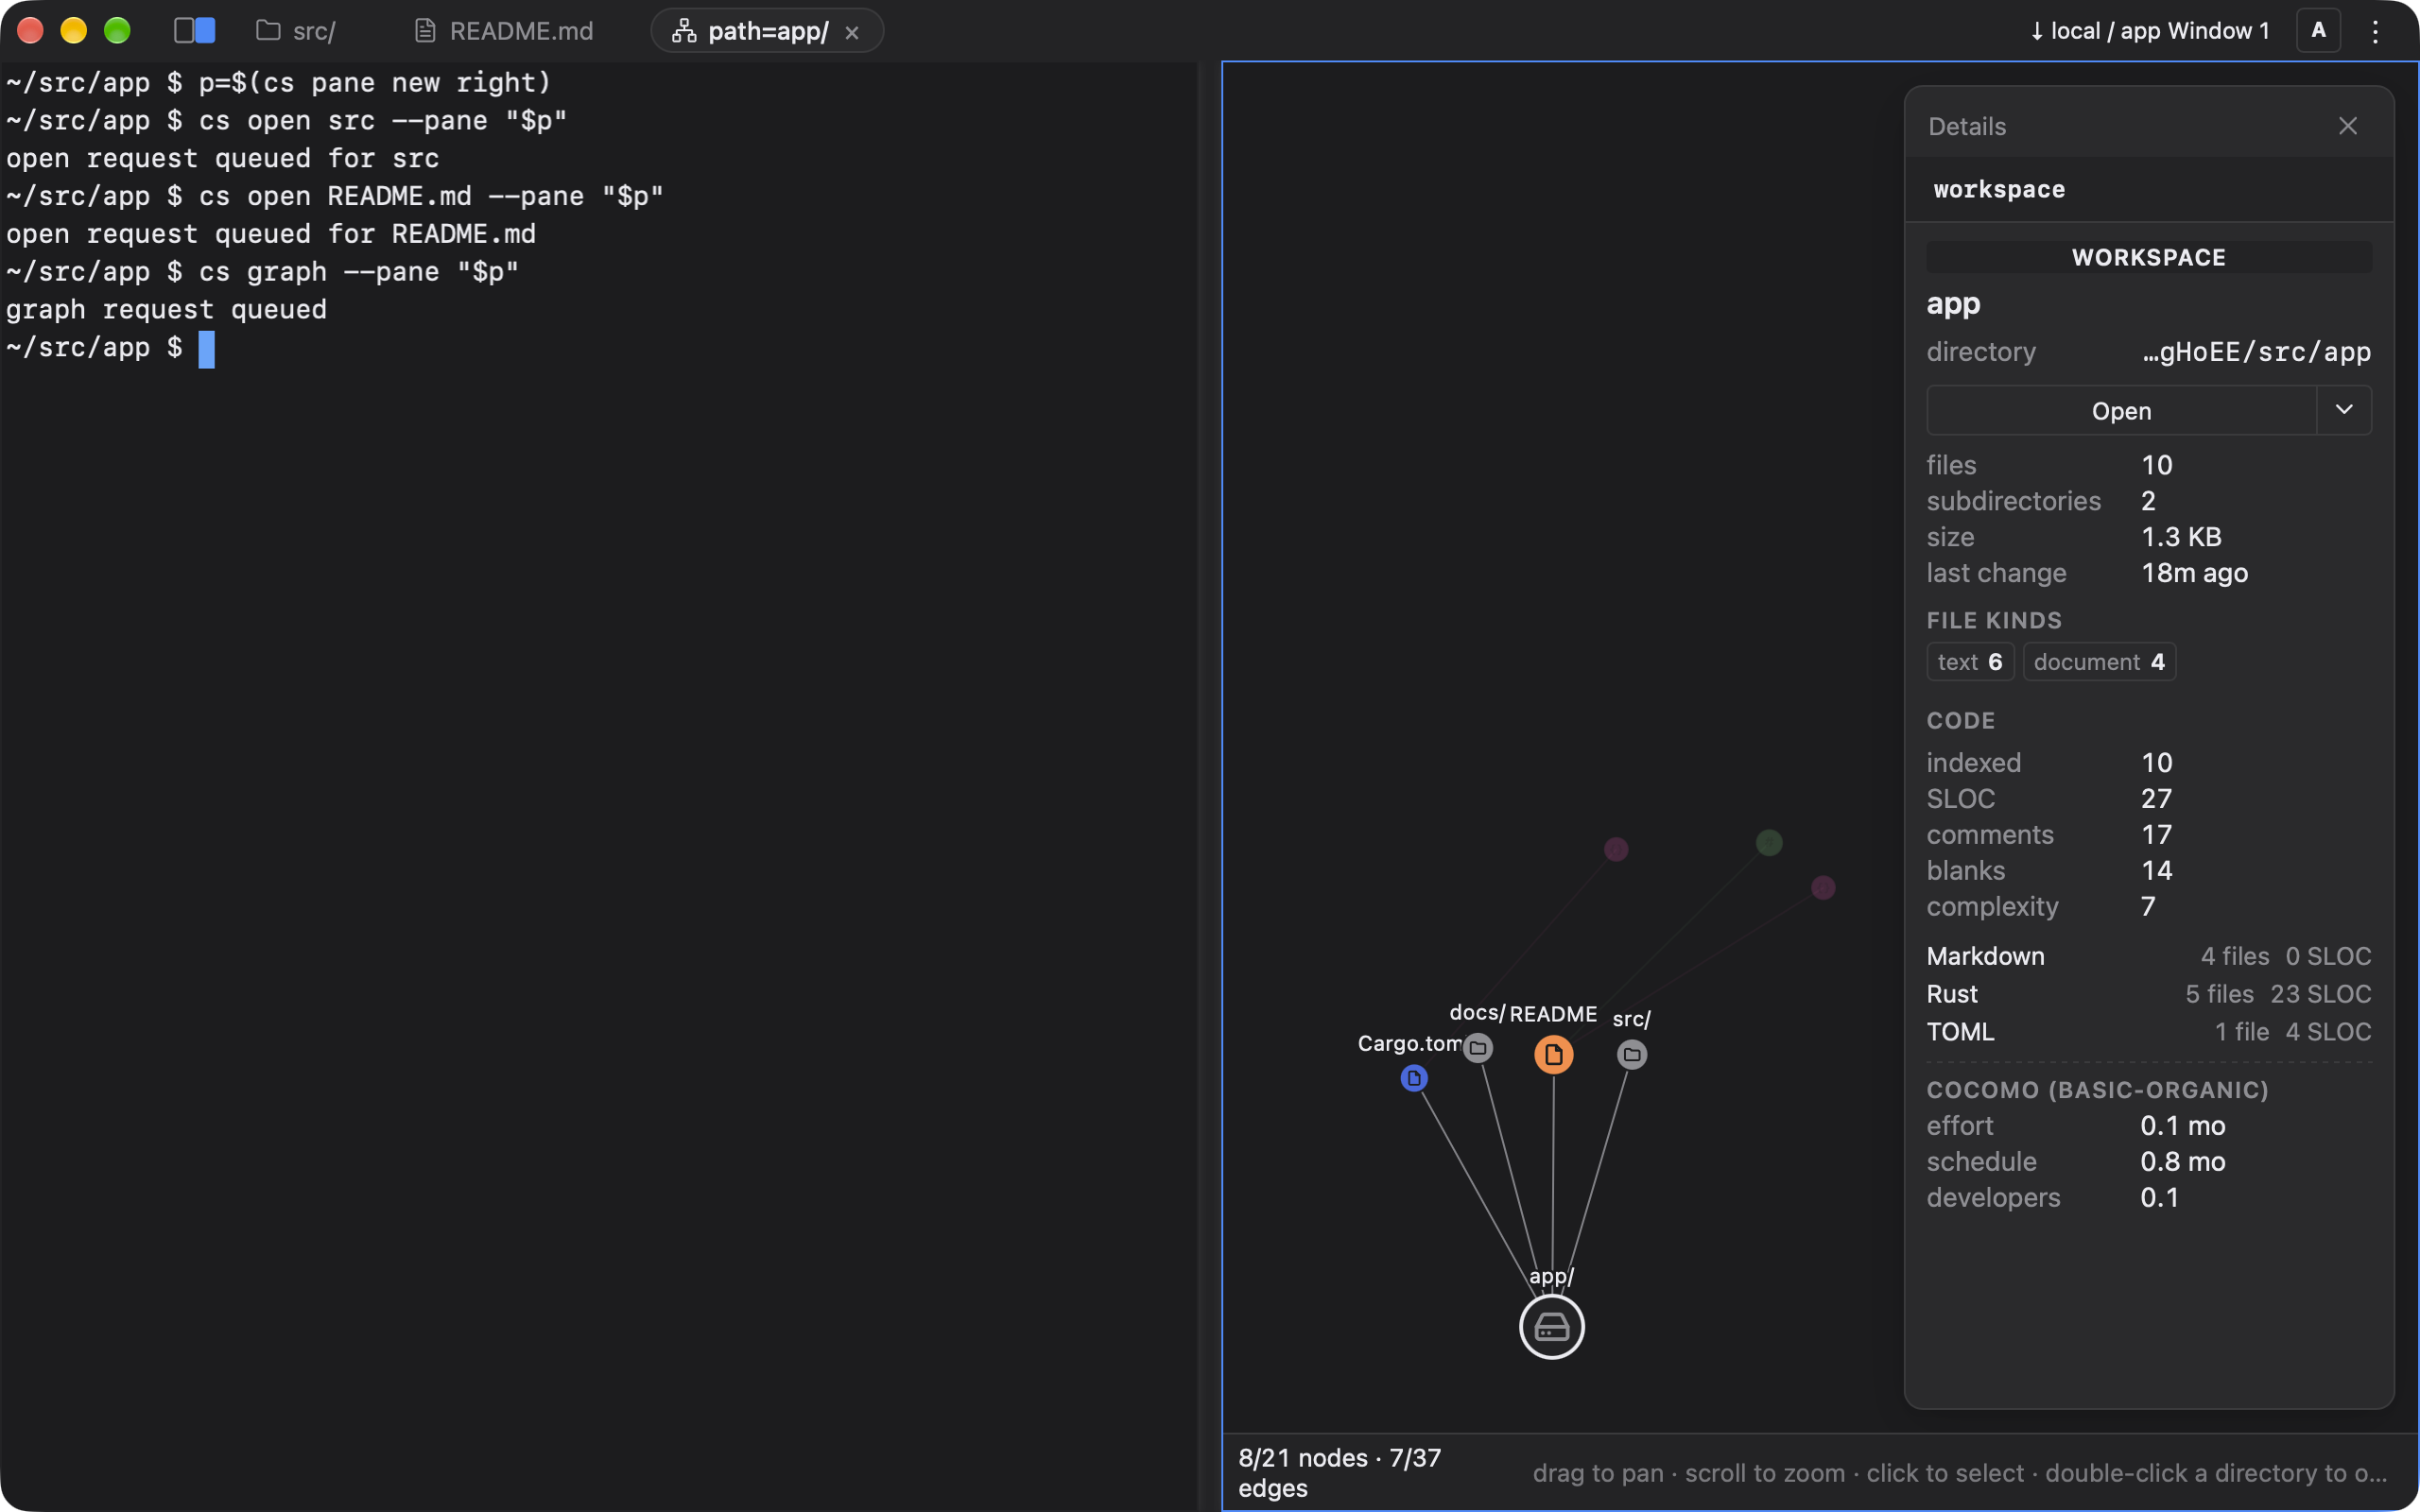 src/
README.md
path=app/ ×
↓ local / app Window 1
A
~/src/app $ p=$(cs pane new right)
~/src/app $ cs open src --pane "$p"
open request queued for src
~/src/app $ cs open README.md --pane "$p"
open request queued for README.md
~/src/app $ cs graph --pane "$p"
graph request queued
~/src/app $
docs/
README
src/
Cargo.tom
app/
8/21 nodes · 7/37
edges
drag to pan · scroll to zoom · click to select · double-click a directory to o…
Details
workspace
WORKSPACE
app
directory …gHoEE/src/app
Open
files 10
subdirectories 2
size 1.3 KB
last change 18m ago
FILE KINDS
text 6 document 4
CODE
indexed 10
SLOC 27
comments 17
blanks 14
complexity 7
Markdown 4 files 0 SLOC
Rust 5 files 23 SLOC
TOML 1 file 4 SLOC
COCOMO (BASIC-ORGANIC)
effort 0.1 mo
schedule 0.8 mo
developers 0.1